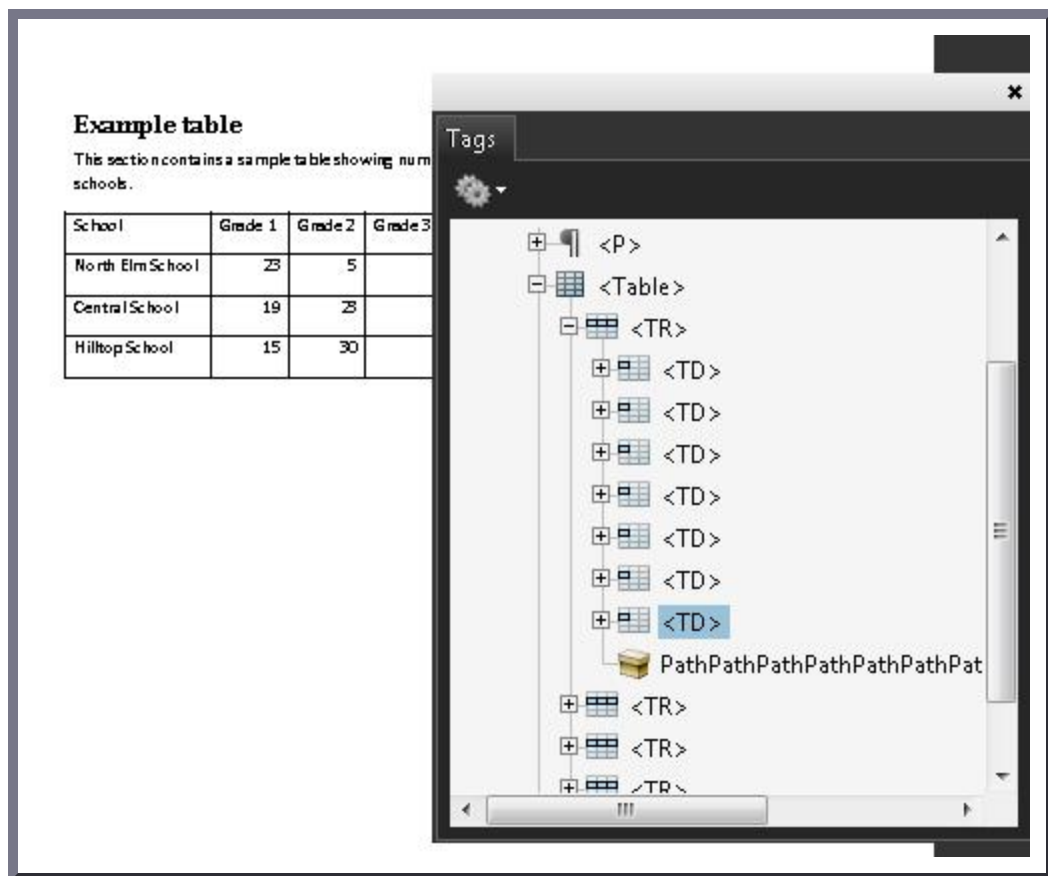 Example table
This section contains a sample table showing num
schools.
School Grade 1 Grade 2 Grade 3
North Elm School 23 5
Central School 19 23
Hilltop School 15 30
Tags
<P>
<Table>
<TR>
<TD>
<TD>
<TD>
<TD>
<TD>
<TD>
<TD>
PathPathPathPathPathPathPat
<TR>
<TR>
<TR>